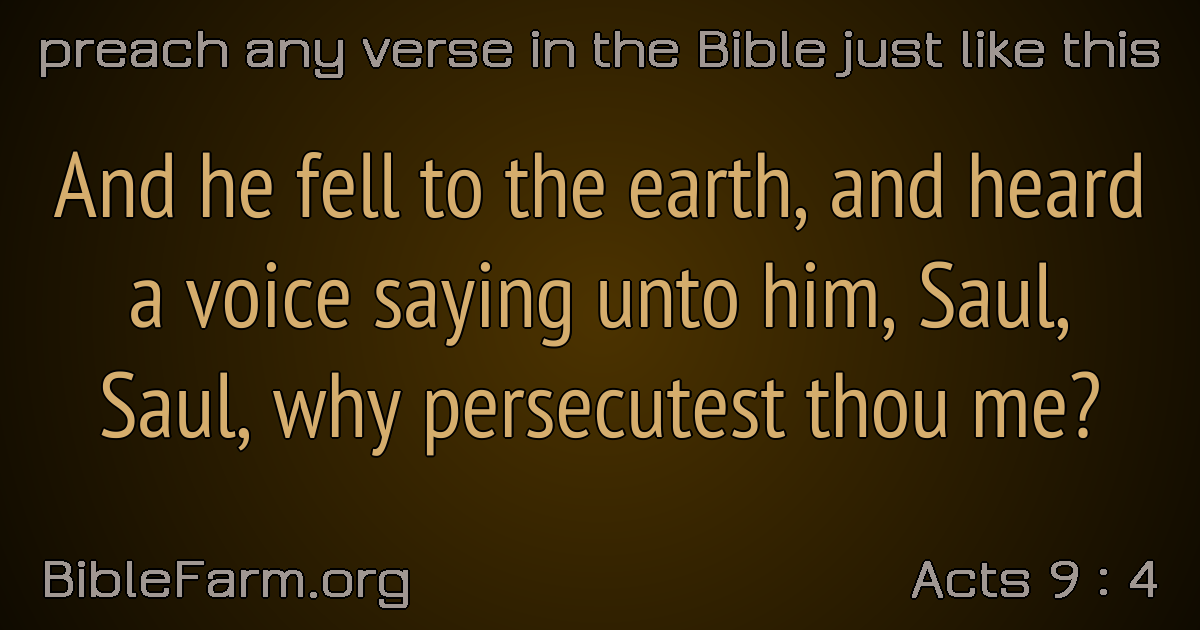 preach any verse in the Bible just like this
And he fell to the earth, and heard
a voice saying unto him, Saul,
Saul, why persecutest thou me?
BibleFarm.org
Acts 9 : 4